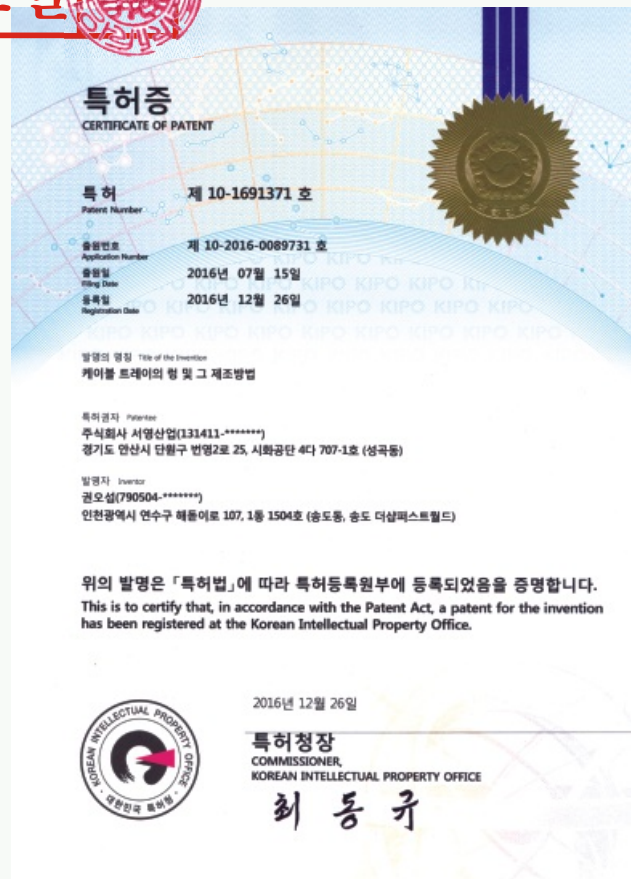 특허증
CERTIFICATE OF PATENT
특 허 제 10-1691371 호
Patent Number
출원번호 제 10-2016-0089731 호
Application Number
출원일 2016년 07월 15일
Filing Date
등록일 2016년 12월 26일
Registration Date
발명의 명칭 Title of the Invention
케이블 트레이의 렁 및 그 제조방법
특허권자 Patentee
주식회사 서영산업(131411-*******)
경기도 안산시 단원구 번영2로 25, 시화공단 4다 707-1호 (성곡동)
발명자 Inventor
권오섭(790504-*******)
인천광역시 연수구 해돋이로 107, 1동 1504호 (송도동, 송도 더샵퍼스트월드)
위의 발명은 「특허법」에 따라 특허등록원부에 등록되었음을 증명합니다.
This is to certify that, in accordance with the Patent Act, a patent for the invention
has been registered at the Korean Intellectual Property Office.
2016년 12월 26일
특허청장
COMMISSIONER,
KOREAN INTELLECTUAL PROPERTY OFFICE
최동규
KOREAN INTELLECTUAL PROPERTY OFFICE
대한민국 특허청